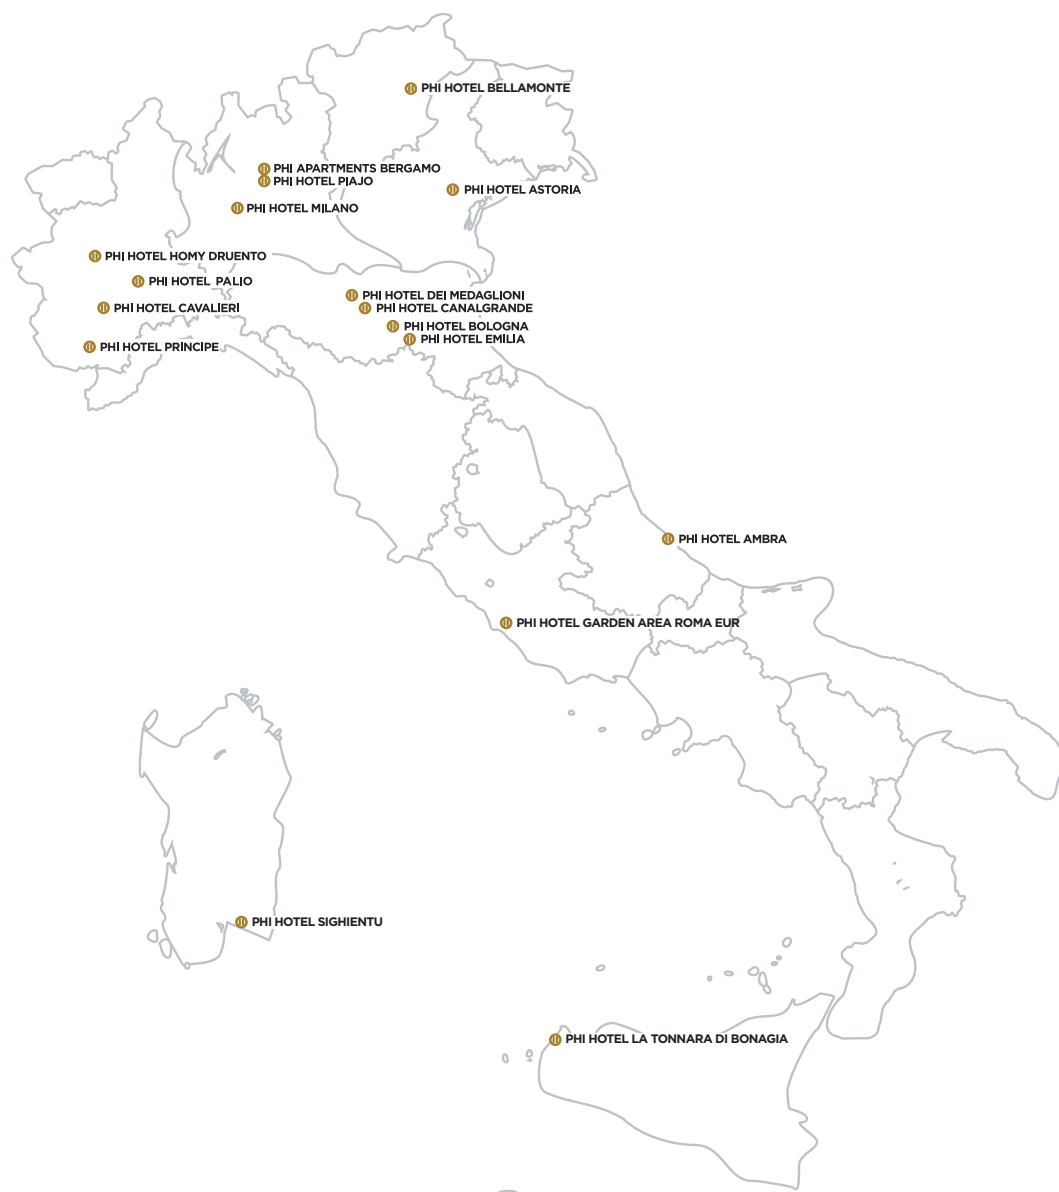 PHI HOTEL BELLAMONTE
PHI APARTMENTS BERGAMO
PHI HOTEL PIAJO
PHI HOTEL ASTORIA
PHI HOTEL MILANO
PHI HOTEL HOMY DRUENTO
PHI HOTEL PALIO
PHI HOTEL DEI MEDAGLIONI
PHI HOTEL CAVALIERI
PHI HOTEL CANALGRANDE
PHI HOTEL BOLOGNA
PHI HOTEL EMILIA
PHI HOTEL PRINCIPE
PHI HOTEL AMBRA
PHI HOTEL GARDEN AREA ROMA EUR
PHI HOTEL SIGHIENTU
PHI HOTEL LA TONNARA DI BONAGIA